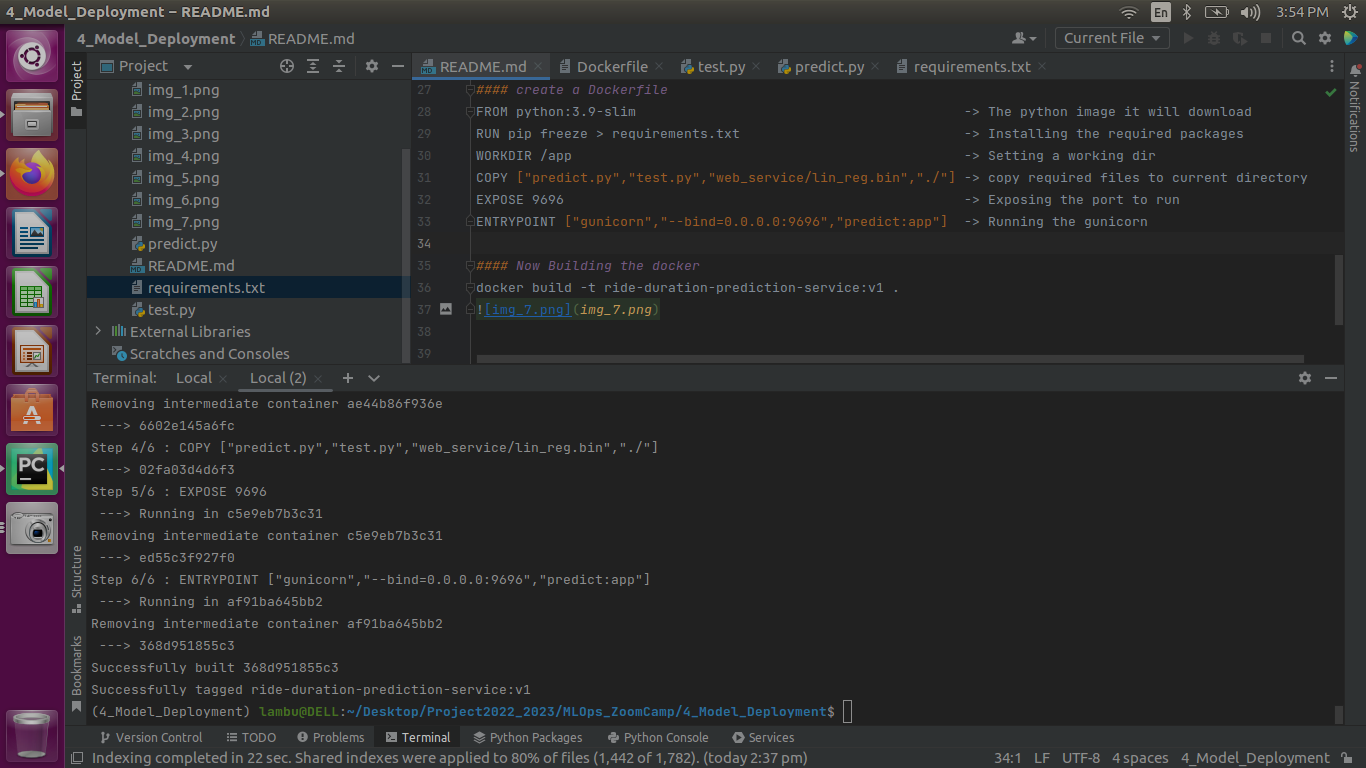 4_Model_Deployment – README.md
En
3:54 PM
4_Model_Deployment
README.md
Current File
Project
Project
README.md
Dockerfile
test.py
predict.py
requirements.txt
Notifications
img_1.png
img_2.png
img_3.png
img_4.png
img_5.png
img_6.png
img_7.png
predict.py
README.md
requirements.txt
test.py
External Libraries
Scratches and Consoles
27 #### create a Dockerfile
28 FROM python:3.9-slim -> The python image it will download
29 RUN pip freeze > requirements.txt -> Installing the required packages
30 WORKDIR /app -> Setting a working dir
31 COPY ["predict.py","test.py","web_service/lin_reg.bin","./"] -> copy required files to current directory
32 EXPOSE 9696 -> Exposing the port to run
33 ENTRYPOINT ["gunicorn","--bind=0.0.0.0:9696","predict:app"] -> Running the gunicorn
34
35 #### Now Building the docker
36 docker build -t ride-duration-prediction-service:v1 .
37 ![img_7.png](img_7.png)
38
39
Terminal: Local Local (2)
Removing intermediate container ae44b86f936e
---> 6602e145a6fc
Step 4/6 : COPY ["predict.py","test.py","web_service/lin_reg.bin","./"]
---> 02fa03d4d6f3
Step 5/6 : EXPOSE 9696
---> Running in c5e9eb7b3c31
Removing intermediate container c5e9eb7b3c31
---> ed55c3f927f0
Step 6/6 : ENTRYPOINT ["gunicorn","--bind=0.0.0.0:9696","predict:app"]
---> Running in af91ba645bb2
Removing intermediate container af91ba645bb2
---> 368d951855c3
Successfully built 368d951855c3
Successfully tagged ride-duration-prediction-service:v1
(4_Model_Deployment) lambu@DELL:~/Desktop/Project2022_2023/MLOps_ZoomCamp/4_Model_Deployment$
Structure
Bookmarks
PC
A
Version Control
TODO
Problems
Terminal
Python Packages
Python Console
Services
Indexing completed in 22 sec. Shared indexes were applied to 80% of files (1,442 of 1,782). (today 2:37 pm)
34:1 LF UTF-8 4 spaces 4_Model_Deployment